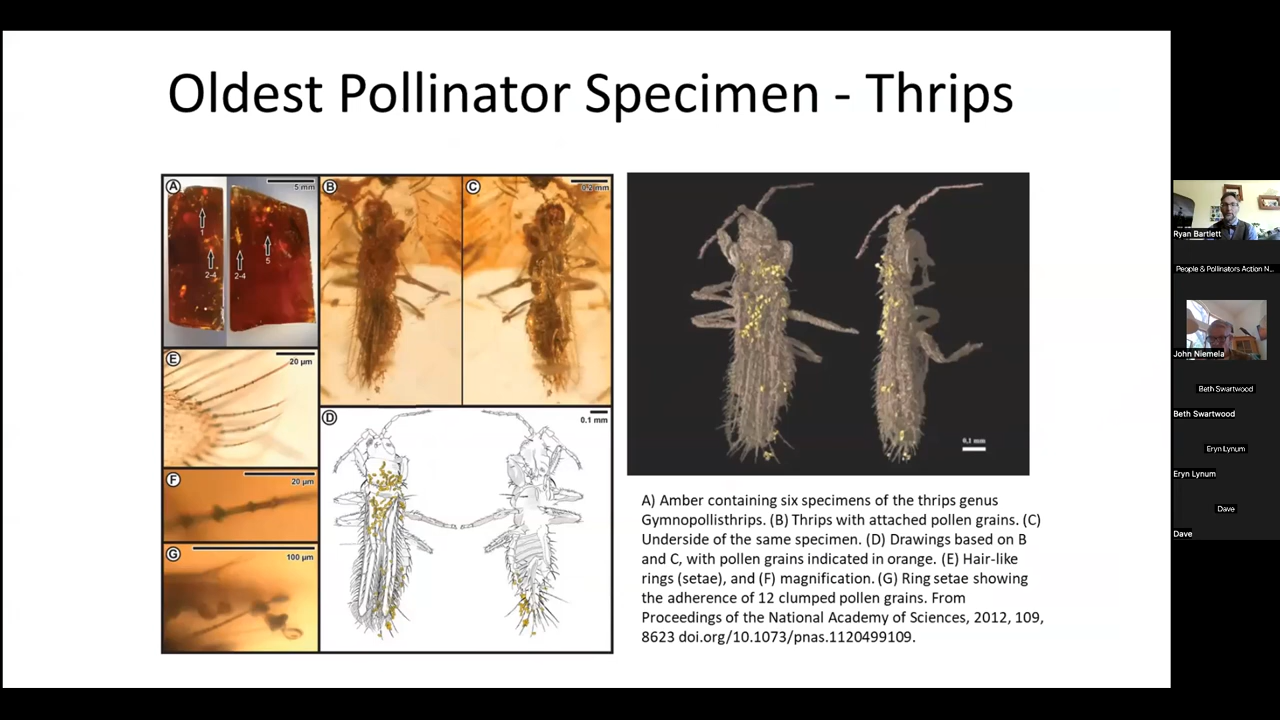 Oldest Pollinator Specimen - Thrips
A
5 mm
1
2-4
2-4
5
B
C
0.2 mm
E
20 µm
F
20 µm
G
100 µm
D
0.1 mm
0.1 mm
A) Amber containing six specimens of the thrips genus
Gymnopollisthrips. (B) Thrips with attached pollen grains. (C)
Underside of the same specimen. (D) Drawings based on B
and C, with pollen grains indicated in orange. (E) Hair-like
rings (setae), and (F) magnification. (G) Ring setae showing
the adherence of 12 clumped pollen grains. From
Proceedings of the National Academy of Sciences, 2012, 109,
8623 doi.org/10.1073/pnas.1120499109.
Ryan Bartlett
People & Pollinators Action N...
John Niemela
Beth Swartwood
Beth Swartwood
Eryn Lynum
Eryn Lynum
Dave
Dave